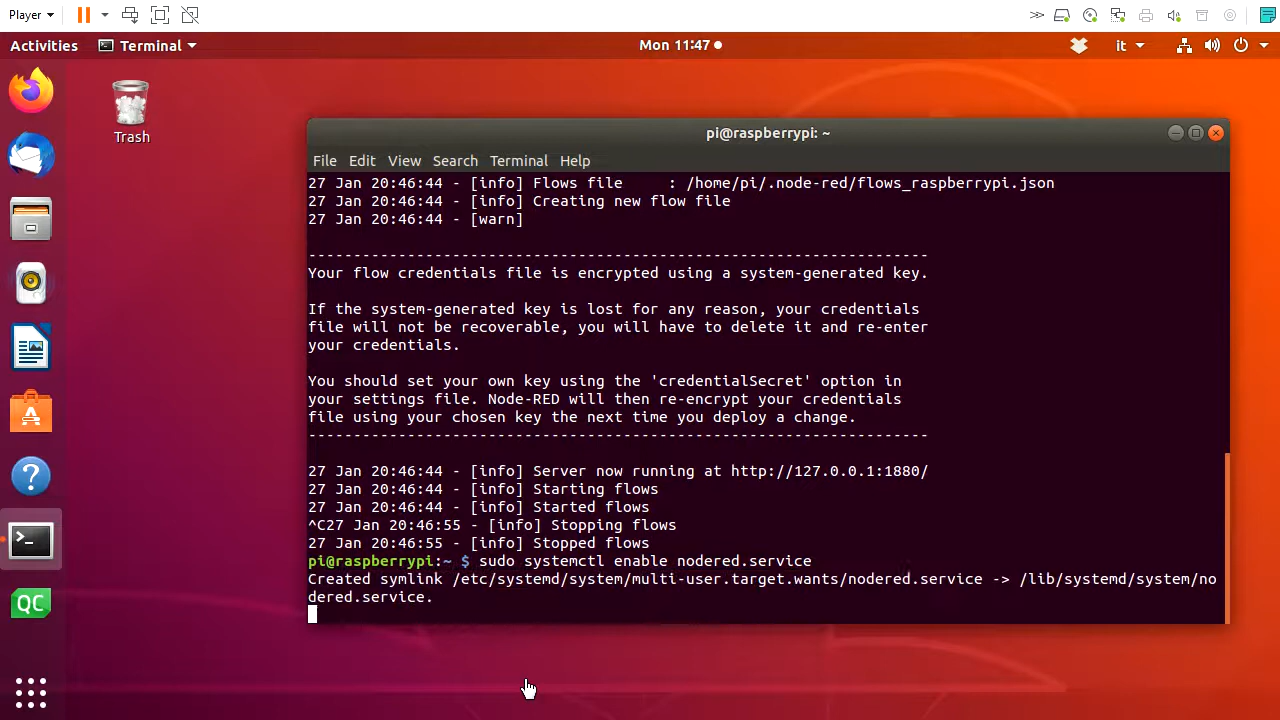 Player
Activities
Terminal
Mon 11:47
it
Trash
pi@raspberrypi: ~
File Edit View Search Terminal Help
27 Jan 20:46:44 - [info] Flows file     : /home/pi/.node-red/flows_raspberrypi.json
27 Jan 20:46:44 - [info] Creating new flow file
27 Jan 20:46:44 - [warn]
---------------------------------------------------------------------
Your flow credentials file is encrypted using a system-generated key.
If the system-generated key is lost for any reason, your credentials
file will not be recoverable, you will have to delete it and re-enter
your credentials.
You should set your own key using the 'credentialSecret' option in
your settings file. Node-RED will then re-encrypt your credentials
file using your chosen key the next time you deploy a change.
---------------------------------------------------------------------
27 Jan 20:46:44 - [info] Server now running at http://127.0.0.1:1880/
27 Jan 20:46:44 - [info] Starting flows
27 Jan 20:46:44 - [info] Started flows
^C27 Jan 20:46:55 - [info] Stopping flows
27 Jan 20:46:55 - [info] Stopped flows
pi@raspberrypi:~ $ sudo systemctl enable nodered.service
Created symlink /etc/systemd/system/multi-user.target.wants/nodered.service -> /lib/systemd/system/no
dered.service.
QC